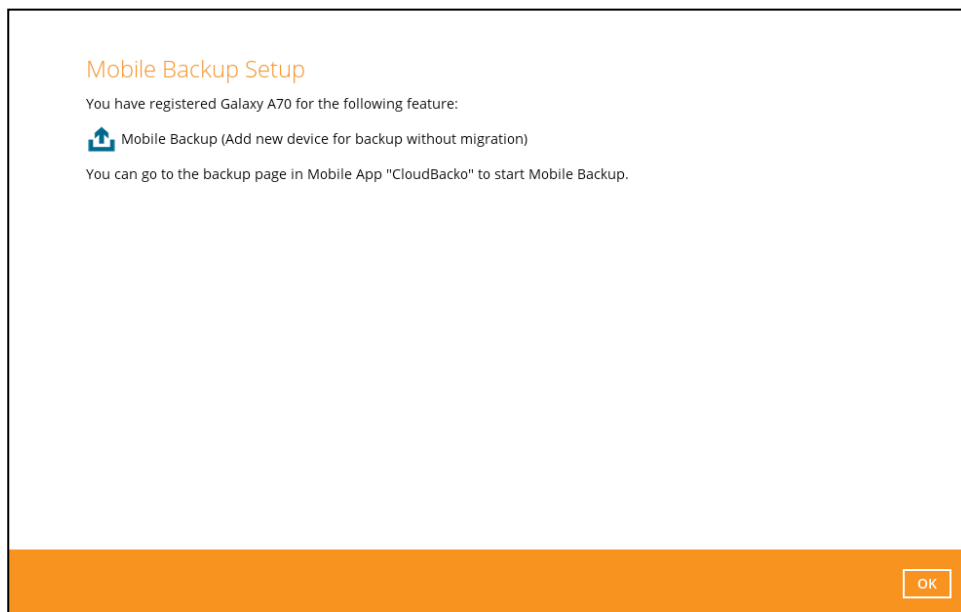 Mobile Backup Setup
You have registered Galaxy A70 for the following feature:
Mobile Backup (Add new device for backup without migration)
You can go to the backup page in Mobile App "CloudBacko" to start Mobile Backup.
OK